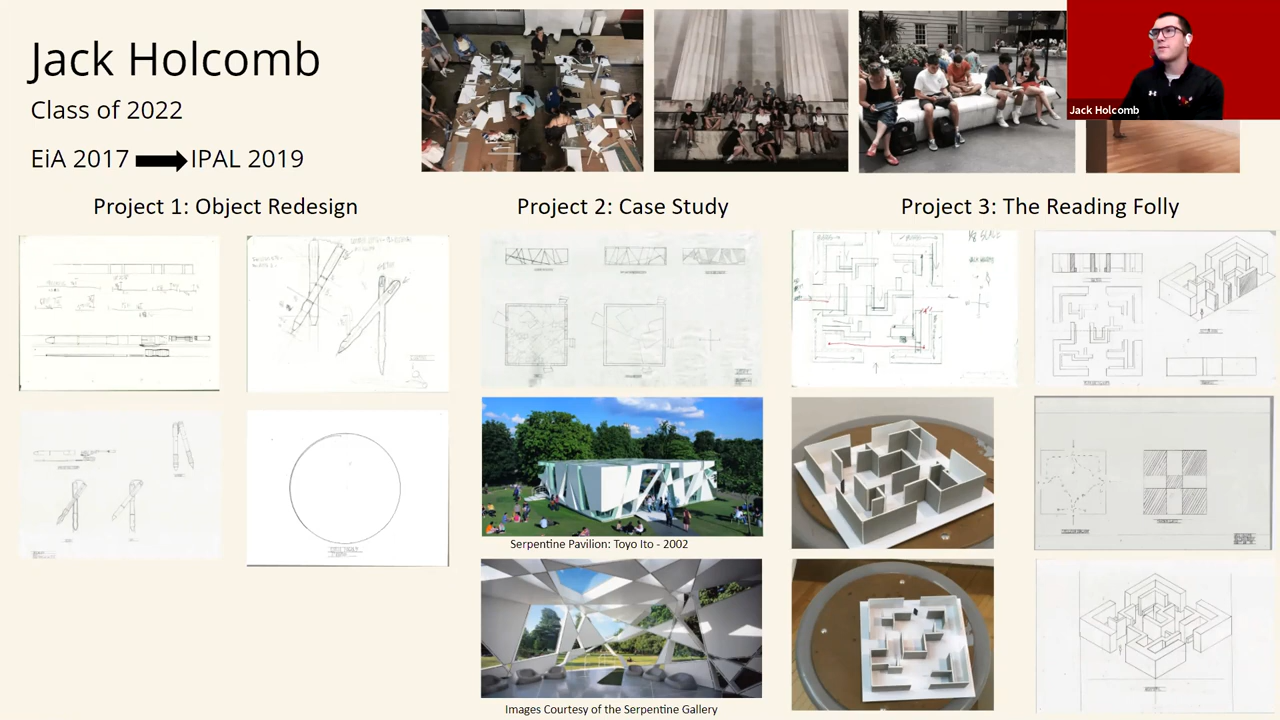 Jack Holcomb
Class of 2022
EiA 2017
IPAL 2019
Jack Holcomb
Project 1: Object Redesign
Project 2: Case Study
Project 3: The Reading Folly
Serpentine Pavilion: Toyo Ito - 2002
Images Courtesy of the Serpentine Gallery